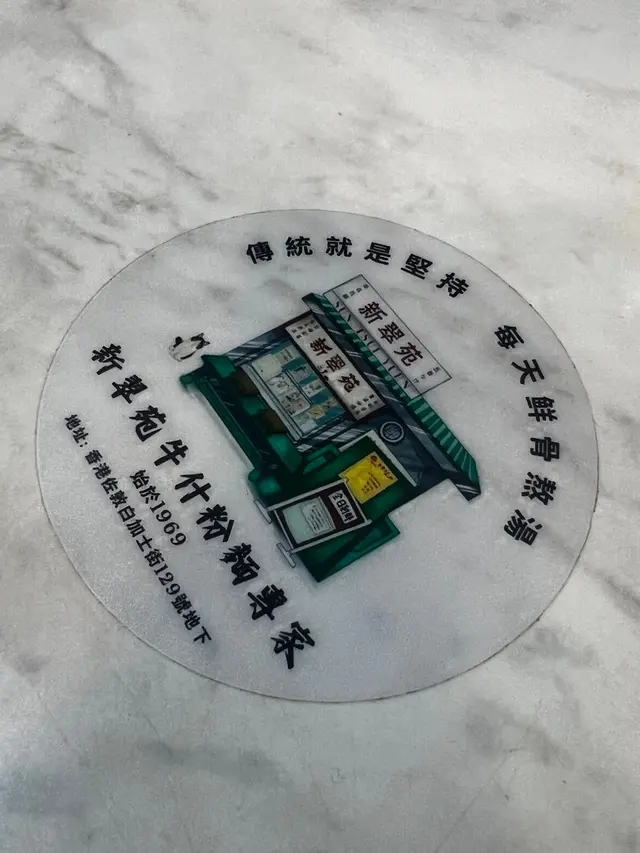 傳統就是堅持 每天鮮骨熬湯
新翠苑
新翠苑
新翠苑牛什粉麵專家
始於1969
地址:香港佐敦白加士街129號地下